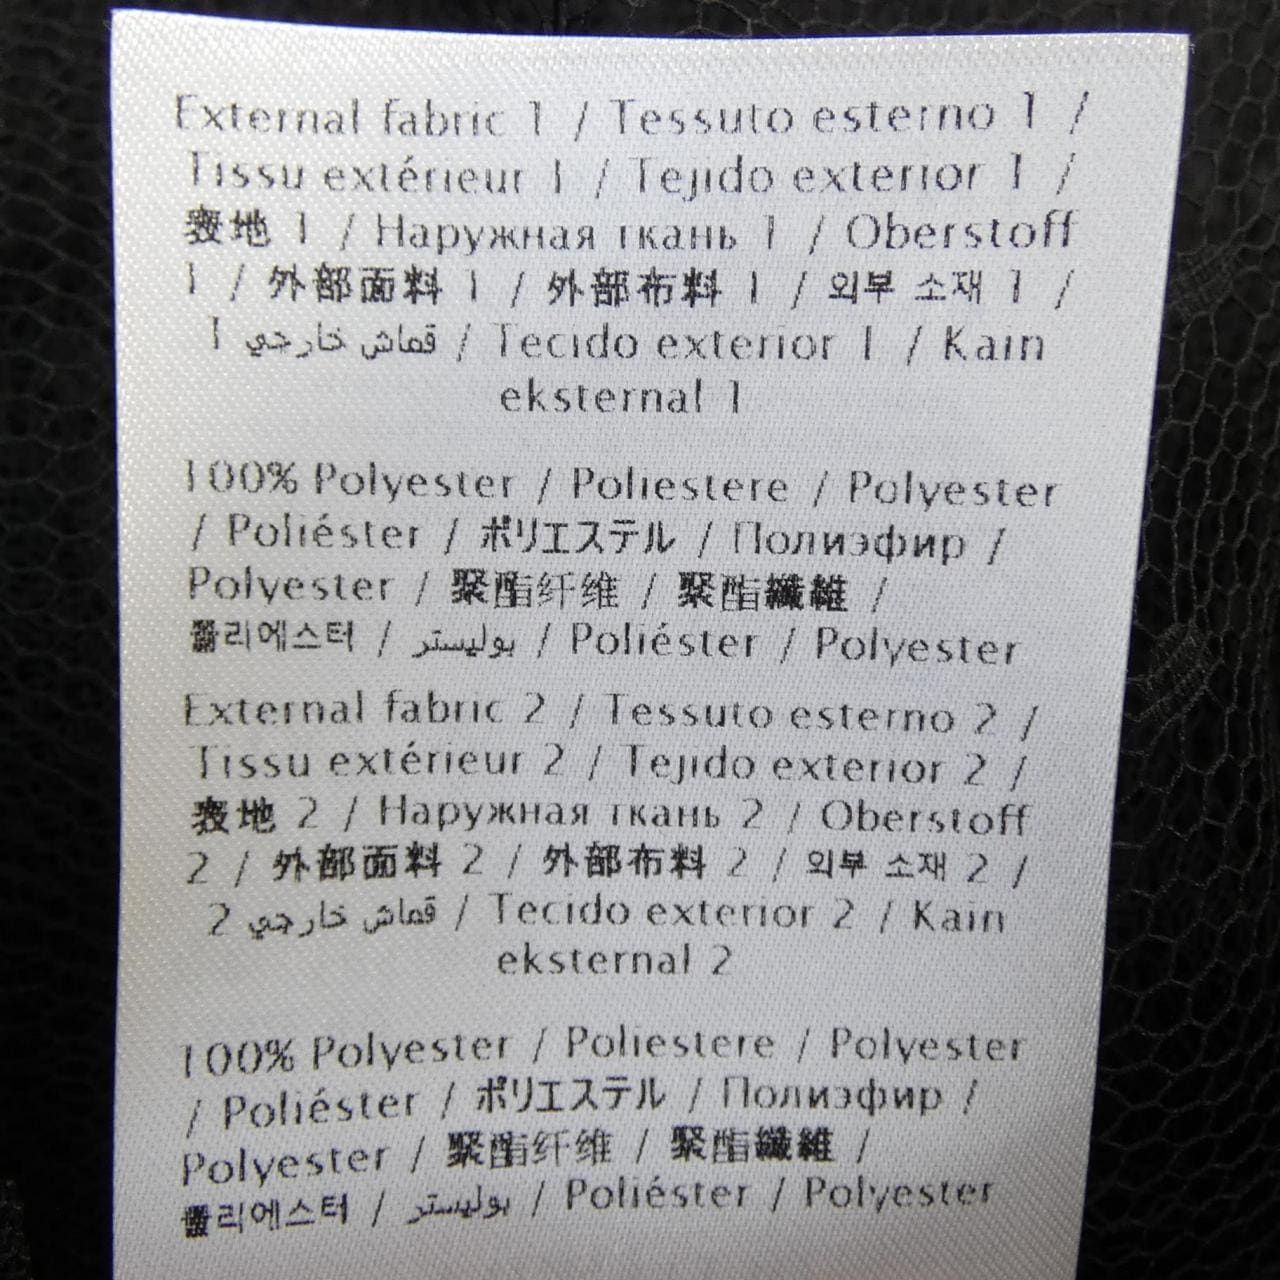 External fabric 1 / Tessuto esterno 1 /
Tissu extérieur 1 / Tejido exterior 1 /
表地 1 / Наружная ткань 1 / Oberstoff
1 / 外部面料 1 / 外部布料 1 / 외부 소재 1 /
قماش خارجي 1 / Tecido exterior 1 / Kain
eksternal 1
100% Polyester / Poliestere / Polyester
/ Poliéster / ポリエステル / Полиэфир /
Polyester / 聚酯纤维 / 聚酯纖維 /
폴리에스터 / بوليستر / Poliéster / Polyester
External fabric 2 / Tessuto esterno 2 /
Tissu extérieur 2 / Tejido exterior 2 /
表地 2 / Наружная ткань 2 / Oberstoff
2 / 外部面料 2 / 外部布料 2 / 외부 소재 2 /
قماش خارجي 2 / Tecido exterior 2 / Kain
eksternal 2
100% Polyester / Poliestere / Polyester
/ Poliéster / ポリエステル / Полиэфир /
Polyester / 聚酯纤维 / 聚酯纖維 /
폴리에스터 / بوليستر / Poliéster / Polyester